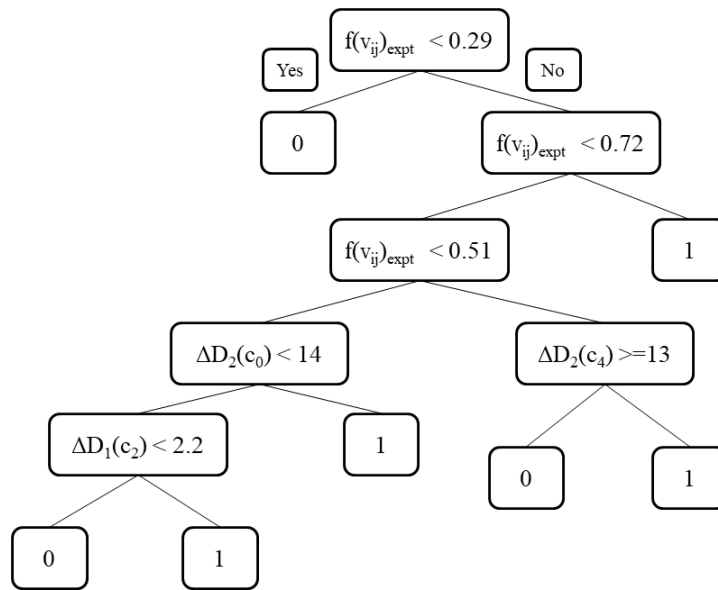 f(v_ij)_expt < 0.29
Yes
No
0
f(v_ij)_expt < 0.72
f(v_ij)_expt < 0.51
1
ΔD₂(c₀) < 14
ΔD₂(c₄) >=13
ΔD₁(c₂) < 2.2
1
0
1
0
1